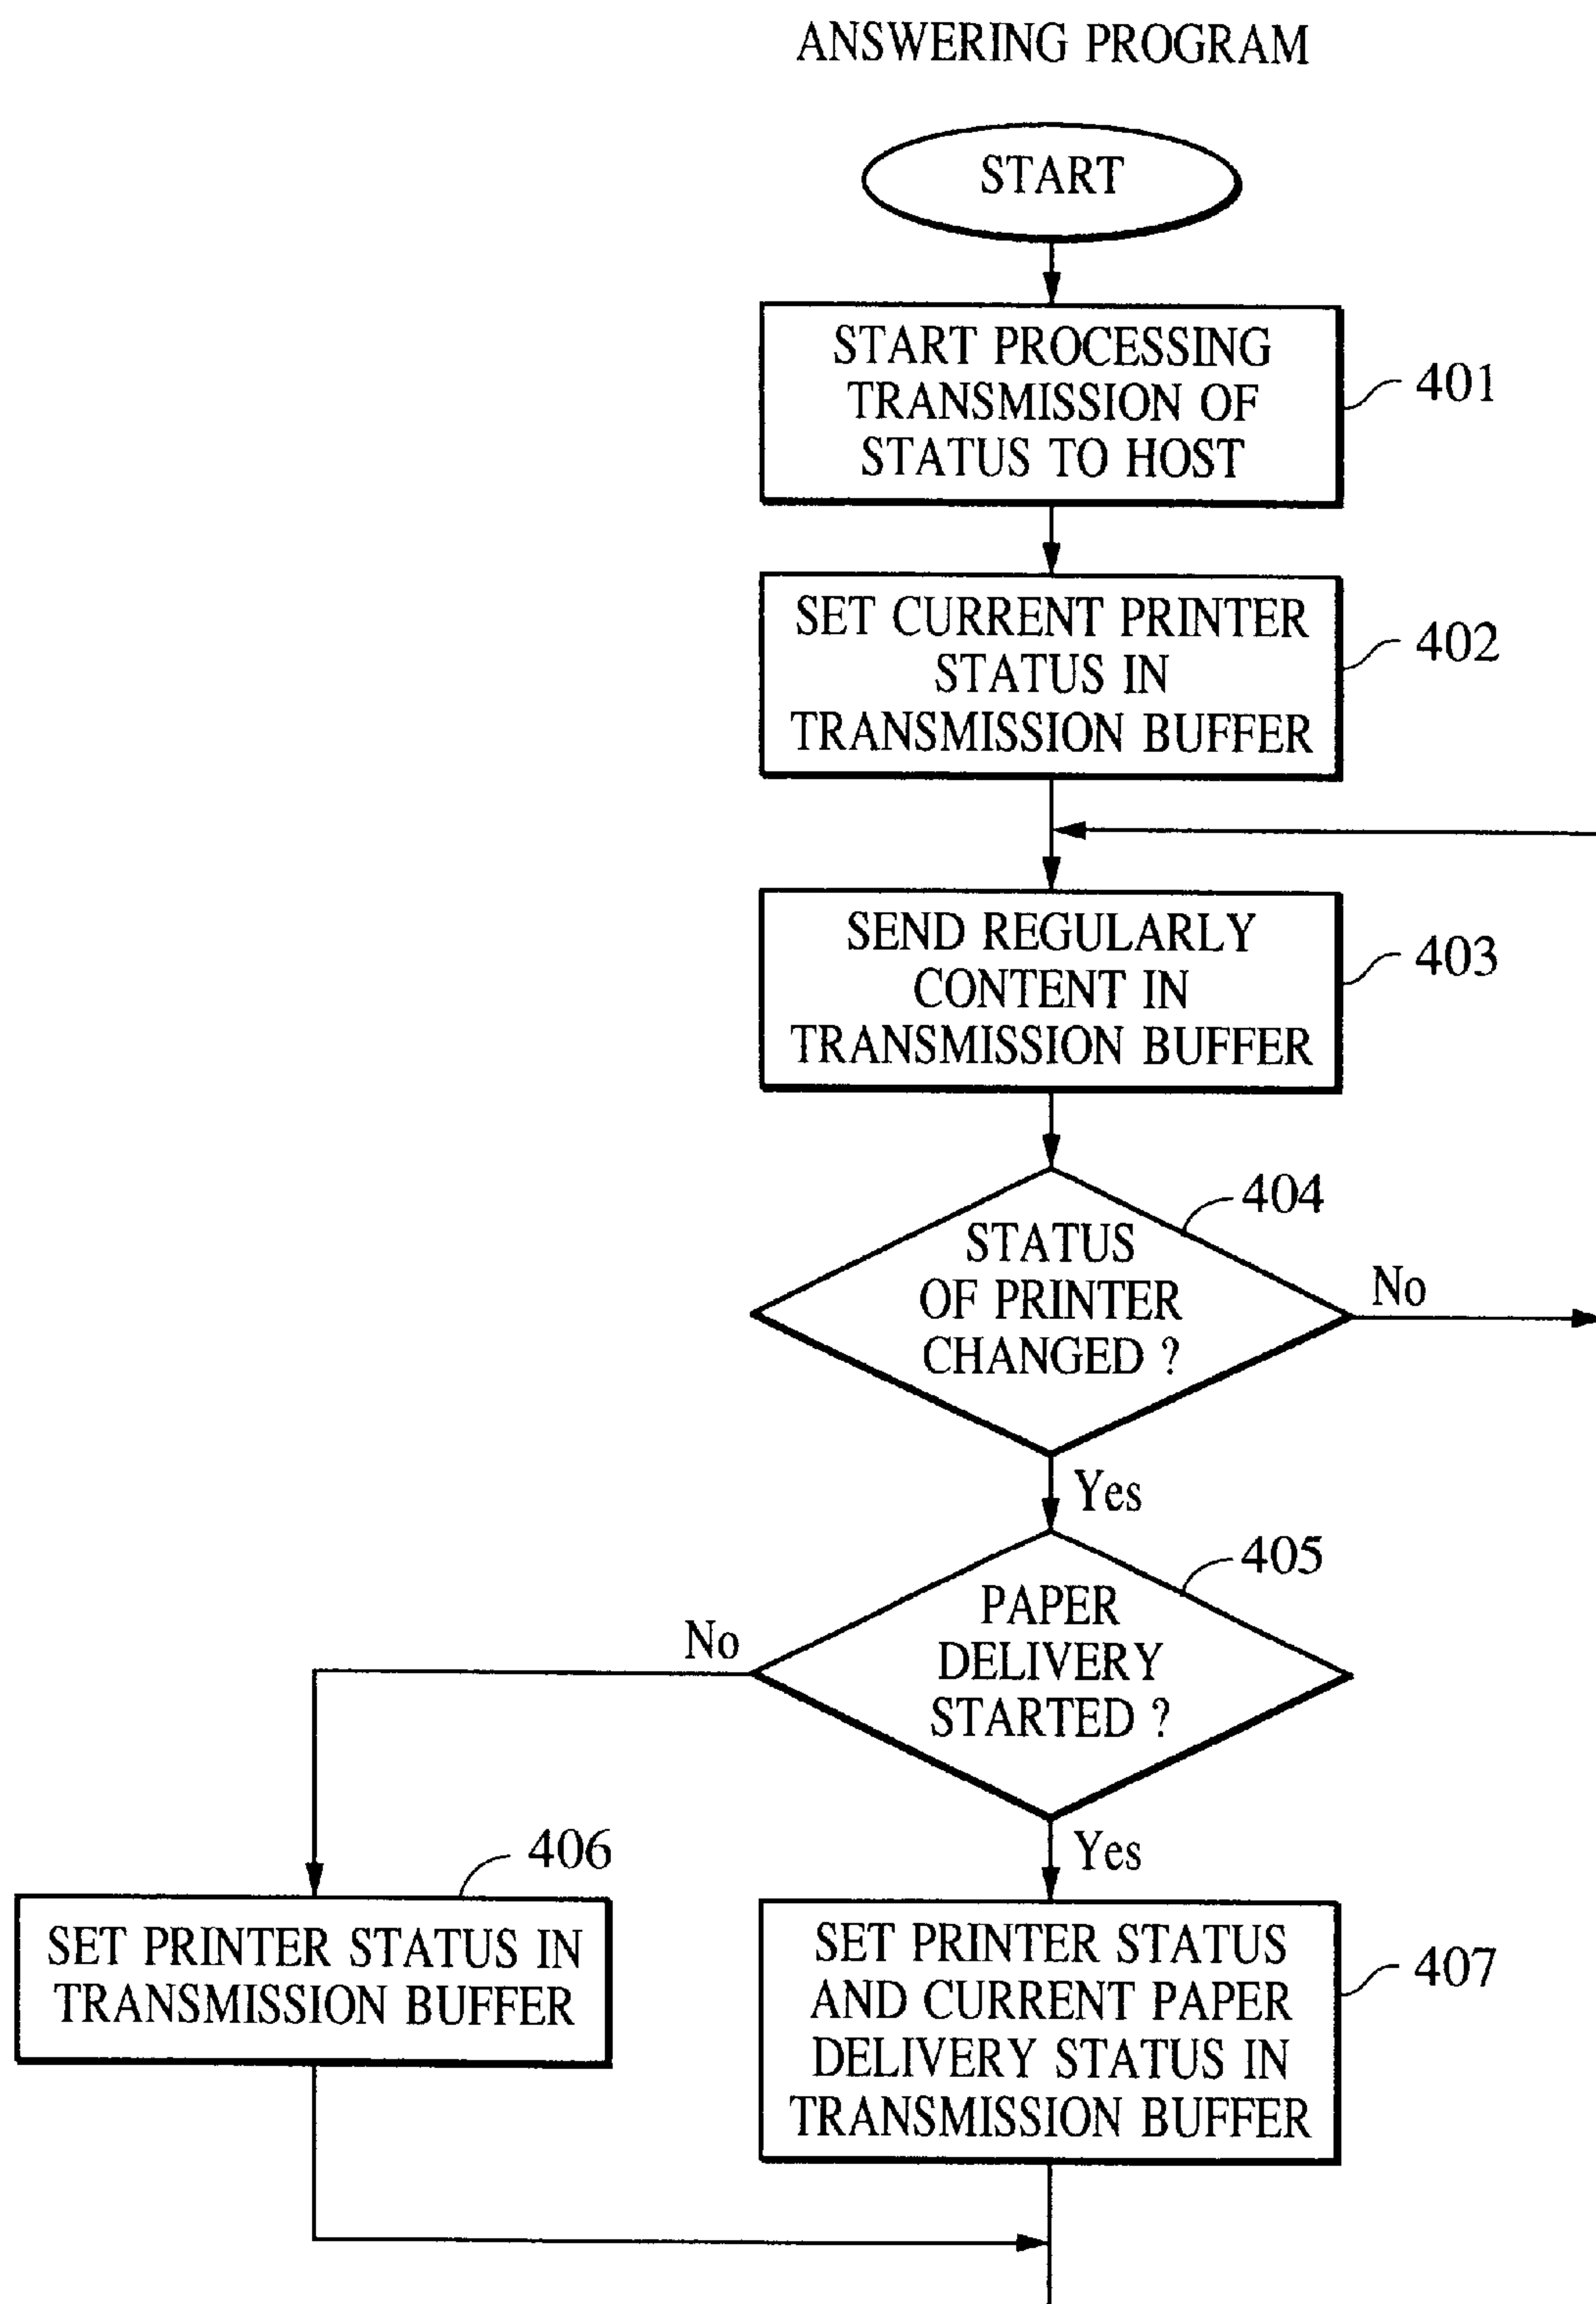 ANSWERING PROGRAM
START
START PROCESSING
TRANSMISSION OF
STATUS TO HOST
401
SET CURRENT PRINTER
STATUS IN
TRANSMISSION BUFFER
402
SEND REGULARLY
CONTENT IN
TRANSMISSION BUFFER
403
404
STATUS
OF PRINTER
CHANGED ?
No
Yes
405
PAPER
DELIVERY
STARTED ?
No
Yes
406
SET PRINTER STATUS IN
TRANSMISSION BUFFER
SET PRINTER STATUS
AND CURRENT PAPER
DELIVERY STATUS IN
TRANSMISSION BUFFER
407